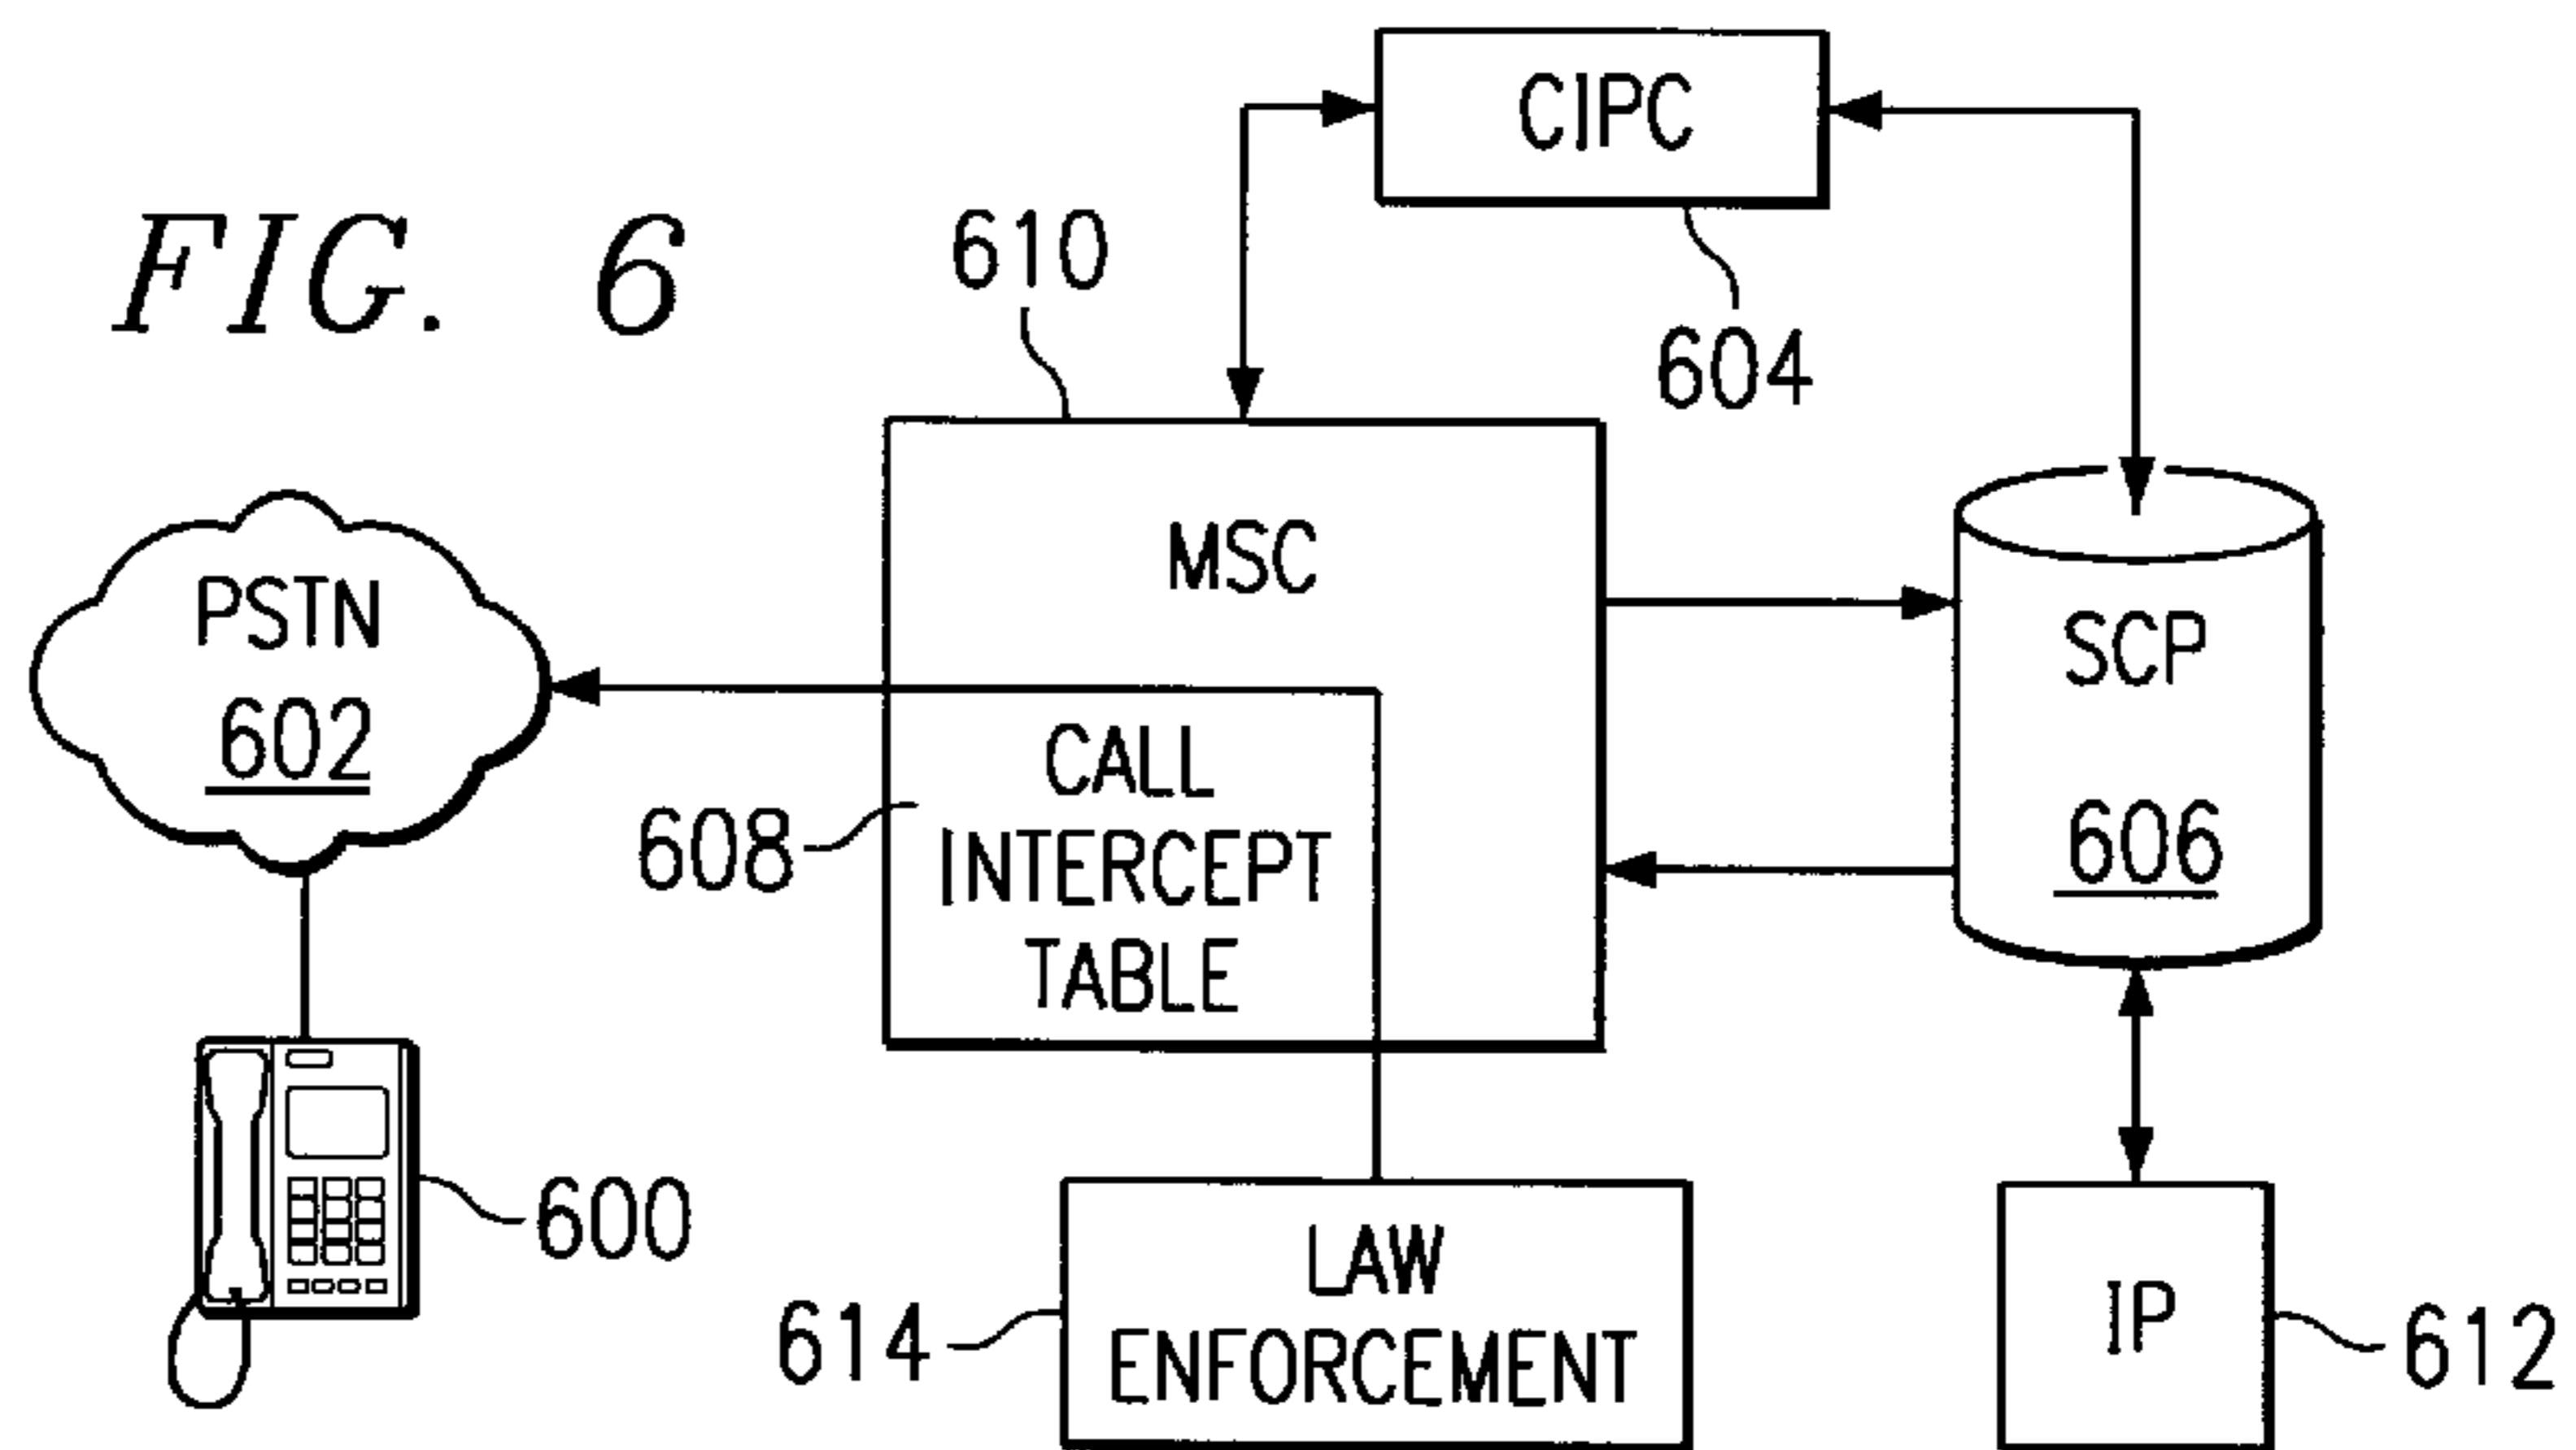 FIG. 6
CIPC
604
610
MSC
PSTN
602
CALL
INTERCEPT
TABLE
608
SCP
606
600
LAW
ENFORCEMENT
614
IP
612